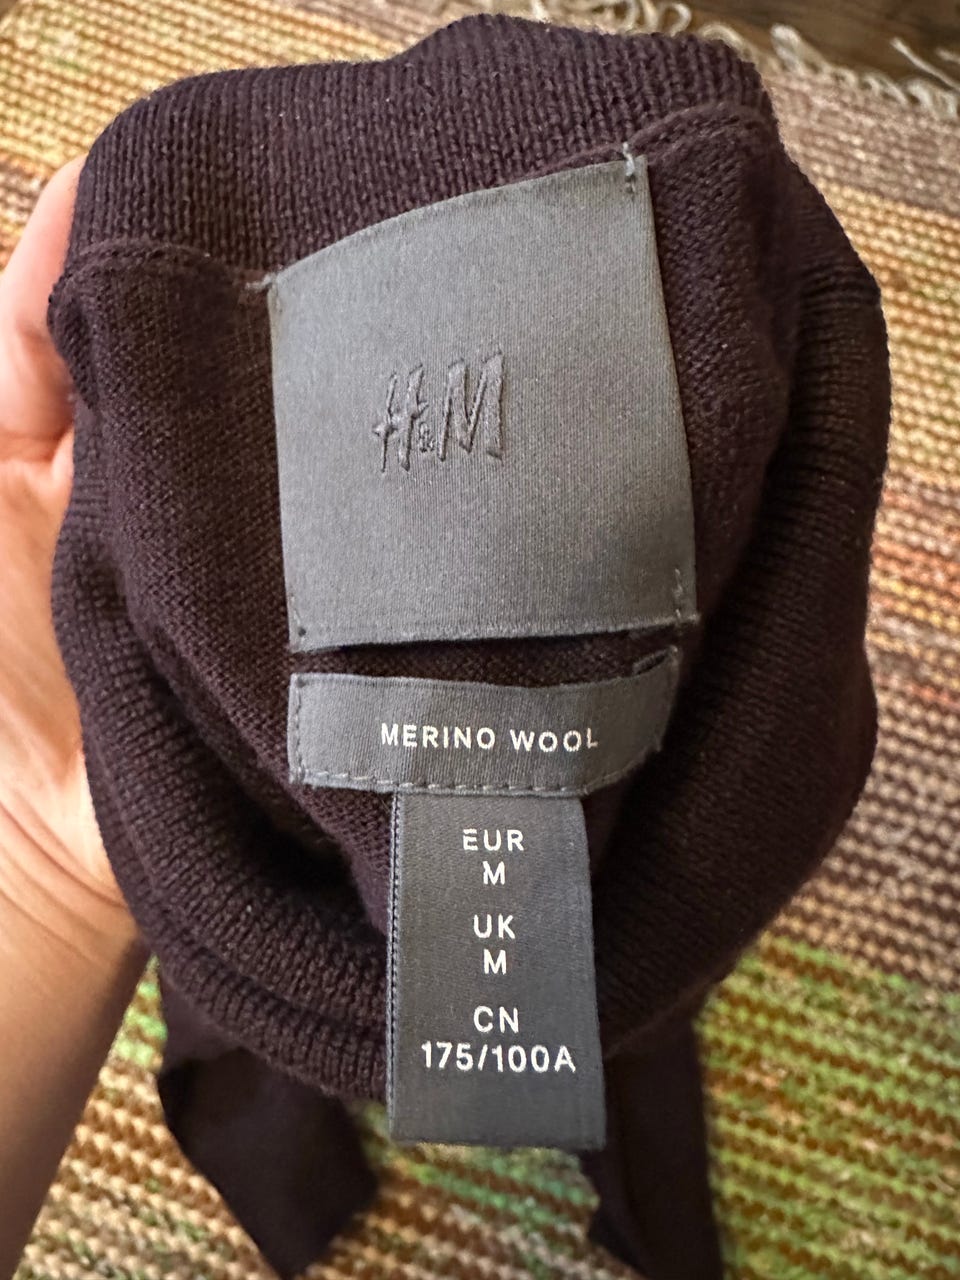 H&M
MERINO WOOL
EUR
M
UK
M
CN
175/100A